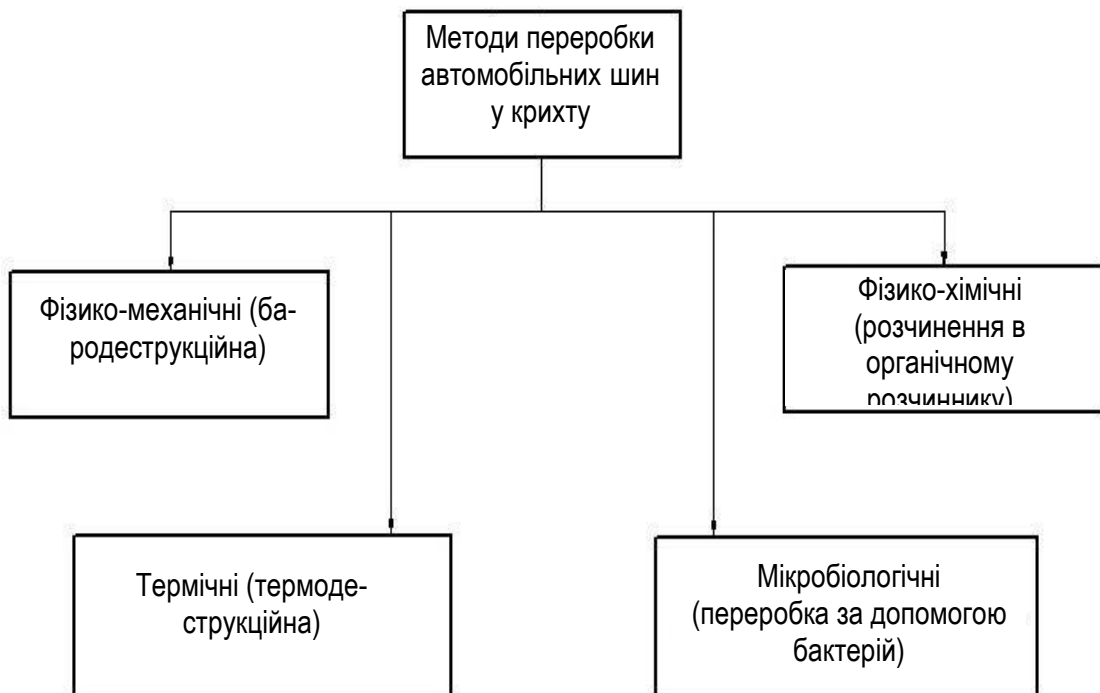 Методи переробки
автомобільних шин
у крихту
Фізико-механічні (ба-
родеструкційна)
Фізико-хімічні
(розчинення в
органічному
розчиннику)
Термічні (термоде-
струкційна)
Мікробіологічні
(переробка за допомогою
бактерій)